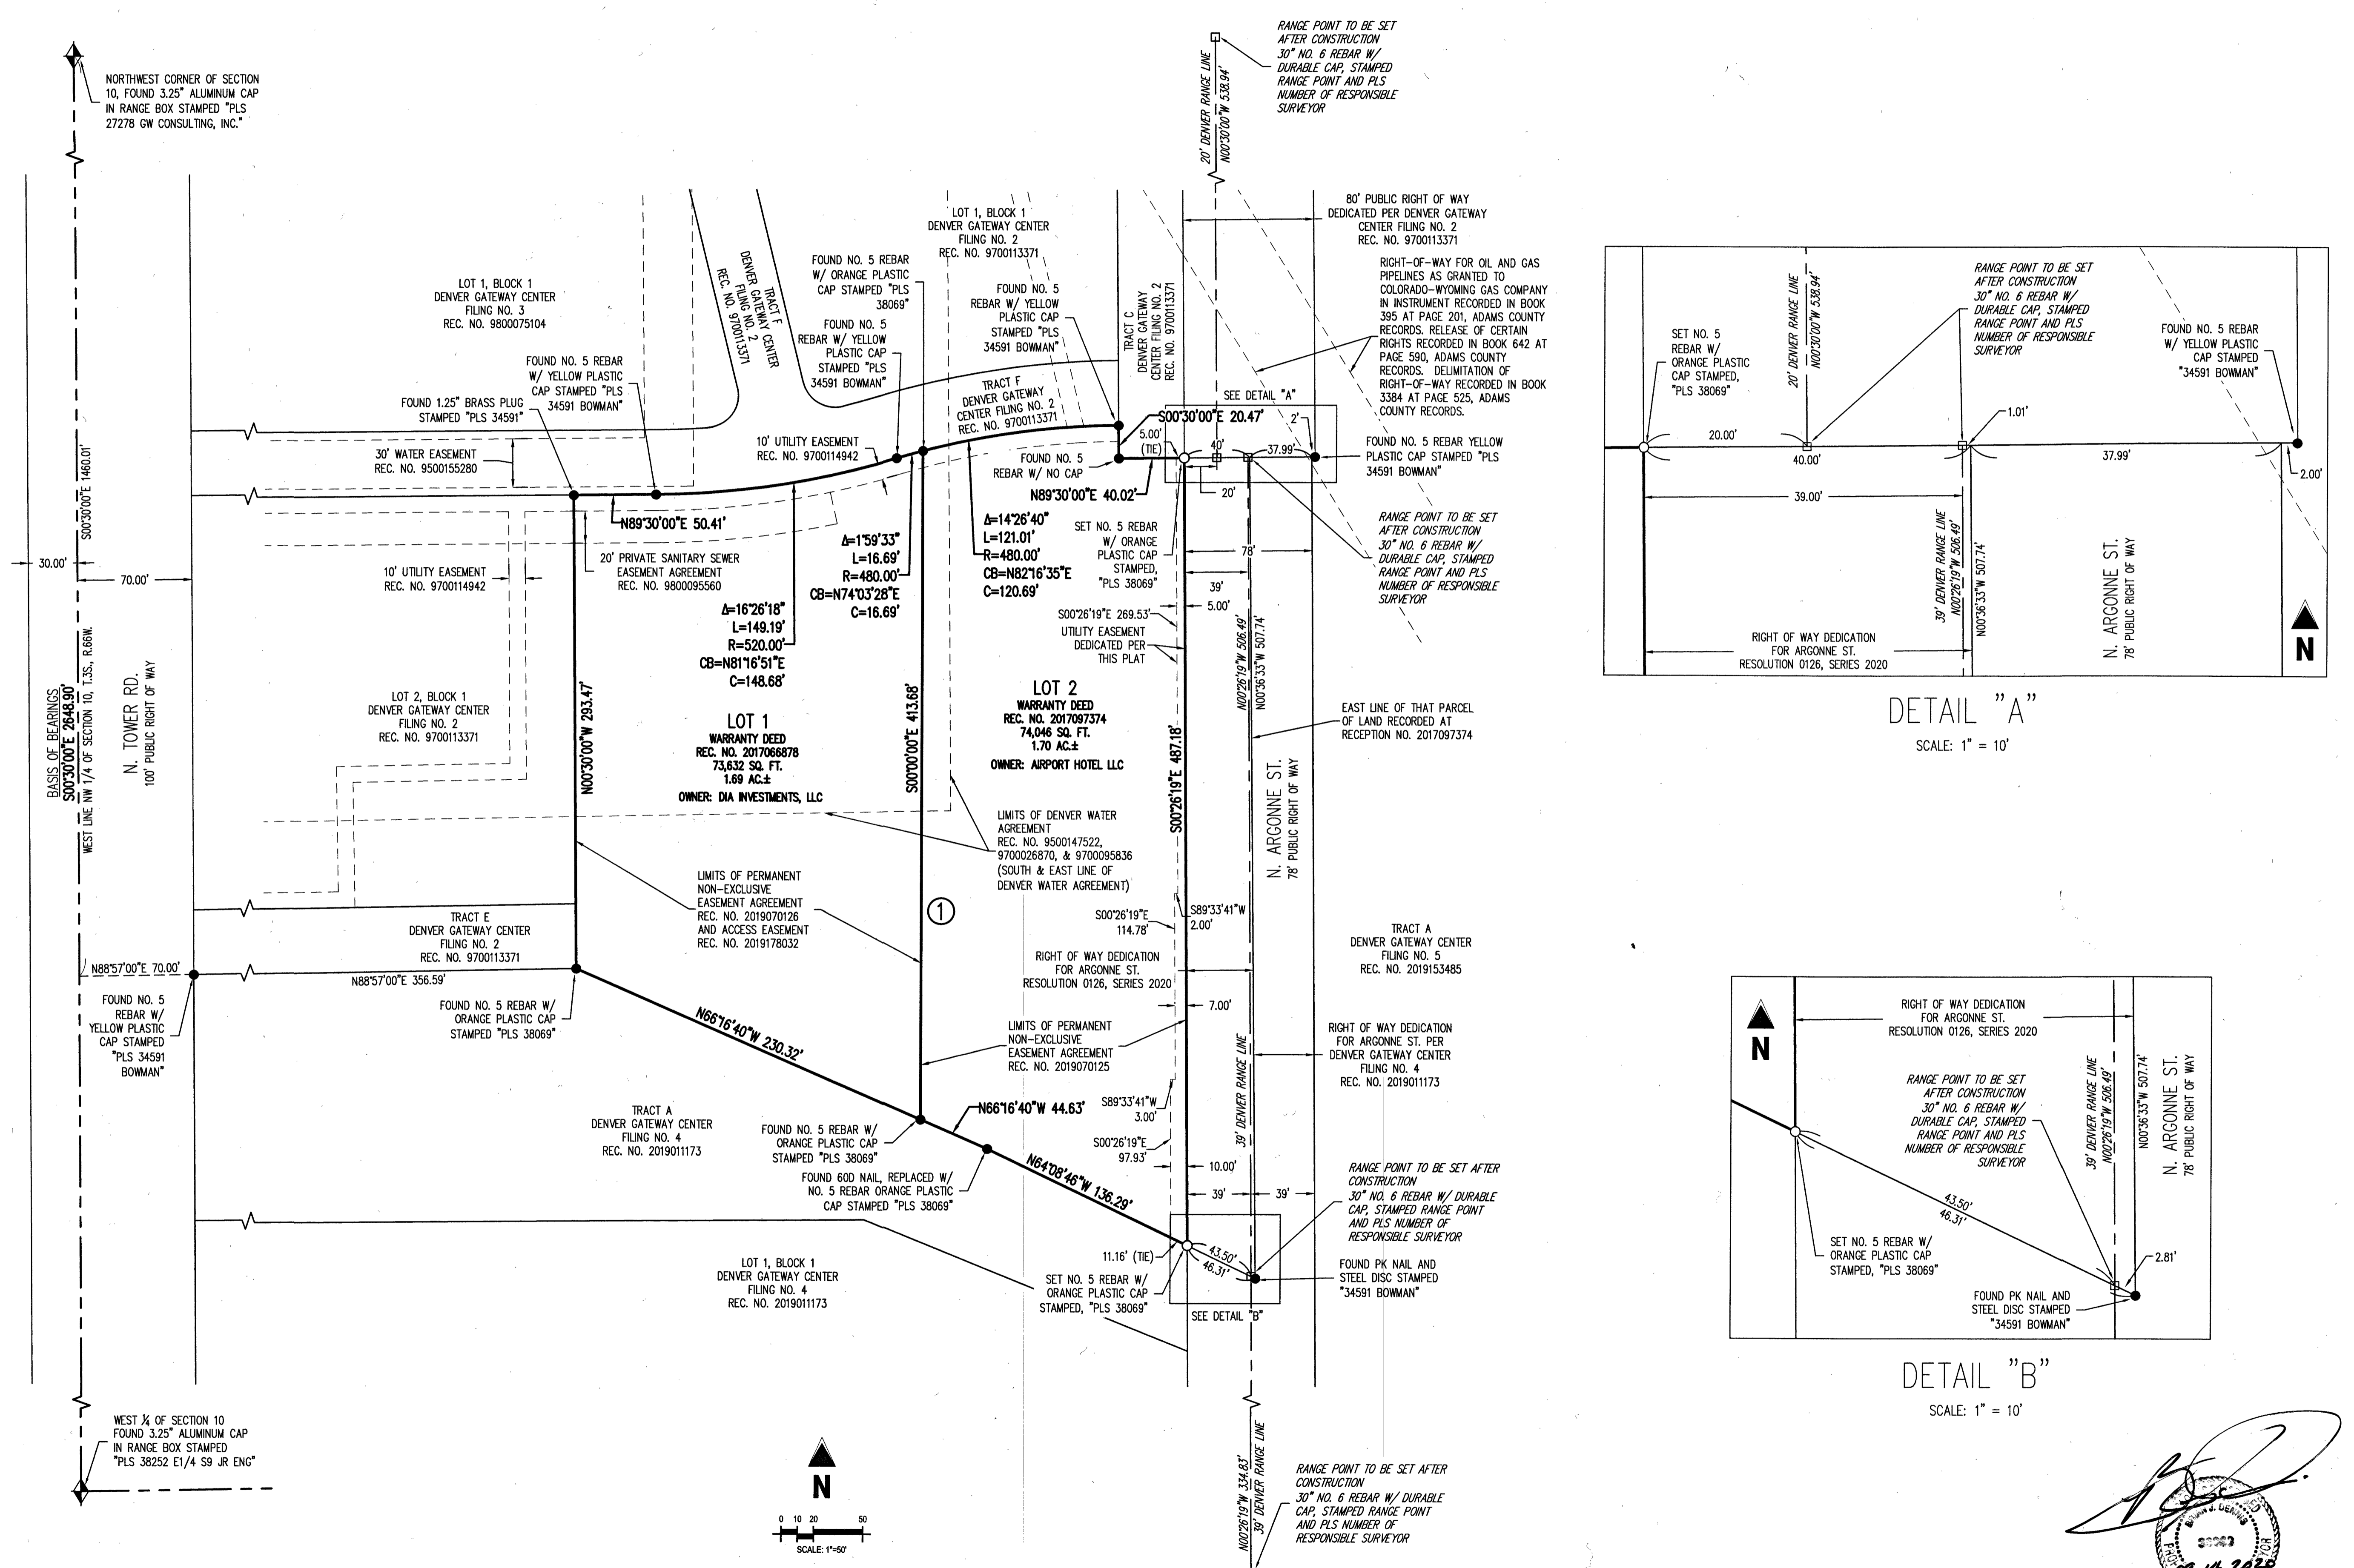 NORTHWEST CORNER OF SECTION
10, FOUND 3.25" ALUMINUM CAP
IN RANGE BOX STAMPED "PLS
27278 GW CONSULTING, INC."
20' DENVER RANGE LINE
N00°30'00"W 538.94'
RANGE POINT TO BE SET
AFTER CONSTRUCTION
30" NO. 6 REBAR W/
DURABLE CAP, STAMPED
RANGE POINT AND PLS
NUMBER OF RESPONSIBLE
SURVEYOR
LOT 1, BLOCK 1
DENVER GATEWAY CENTER
FILING NO. 3
REC. NO. 9800075104
TRACT F
DENVER GATEWAY CENTER
FILING NO. 2
REC. NO. 9700113371
FOUND NO. 5 REBAR
W/ ORANGE PLASTIC
CAP STAMPED "PLS
38069"
LOT 1, BLOCK 1
DENVER GATEWAY CENTER
FILING NO. 2
REC. NO. 9700113371
FOUND NO. 5
REBAR W/ YELLOW
PLASTIC CAP
STAMPED "PLS
34591 BOWMAN"
FOUND NO. 5
REBAR W/ YELLOW
PLASTIC CAP
STAMPED "PLS
34591 BOWMAN"
TRACT C
DENVER GATEWAY
CENTER FILING NO. 2
REC. NO. 9700113371
80' PUBLIC RIGHT OF WAY
DEDICATED PER DENVER GATEWAY
CENTER FILING NO. 2
REC. NO. 9700113371
RIGHT-OF-WAY FOR OIL AND GAS
PIPELINES AS GRANTED TO
COLORADO-WYOMING GAS COMPANY
IN INSTRUMENT RECORDED IN BOOK
395 AT PAGE 201, ADAMS COUNTY
RECORDS. RELEASE OF CERTAIN
RIGHTS RECORDED IN BOOK 642 AT
PAGE 590, ADAMS COUNTY
RECORDS. DELIMITATION OF
RIGHT-OF-WAY RECORDED IN BOOK
3384 AT PAGE 525, ADAMS
COUNTY RECORDS.
FOUND NO. 5 REBAR
W/ YELLOW PLASTIC
CAP STAMPED "PLS
34591 BOWMAN"
FOUND 1.25" BRASS PLUG
STAMPED "PLS 34591"
TRACT F
DENVER GATEWAY
CENTER FILING NO. 2
REC. NO. 9700113371
SEE DETAIL "A"
S00°30'00"E 20.47'
2'
5.00'
(TIE)
40'
37.99'
20'
FOUND NO. 5 REBAR YELLOW
PLASTIC CAP STAMPED "PLS
34591 BOWMAN"
30' WATER EASEMENT
REC. NO. 9500155280
10' UTILITY EASEMENT
REC. NO. 9700114942
FOUND NO. 5
REBAR W/ NO CAP
N89°30'00"E 40.02'
N89°30'00"E 50.41'
S00°30'00"E 1460.01'
30.00'
70.00'
10' UTILITY EASEMENT
REC. NO. 9700114942
20' PRIVATE SANITARY SEWER
EASEMENT AGREEMENT
REC. NO. 9800095560
Δ=16°26'18"
L=149.19'
R=520.00'
CB=N81°16'51"E
C=148.68'
Δ=1°59'33"
L=16.69'
R=480.00'
CB=N74°03'28"E
C=16.69'
Δ=14°26'40"
L=121.01'
R=480.00'
CB=N82°16'35"E
C=120.69'
SET NO. 5 REBAR
W/ ORANGE
PLASTIC CAP
STAMPED,
"PLS 38069"
78'
39'
5.00'
S00°26'19"E 269.53'
UTILITY EASEMENT
DEDICATED PER
THIS PLAT
RANGE POINT TO BE SET
AFTER CONSTRUCTION
30" NO. 6 REBAR W/
DURABLE CAP, STAMPED
RANGE POINT AND PLS
NUMBER OF RESPONSIBLE
SURVEYOR
N00°26'19"W 506.49'
N00°36'33"W 507.74'
BASIS OF BEARINGS
S00°30'00"E 2648.90'
WEST LINE NW 1/4 OF SECTION 10, T.3S., R.66W.
N. TOWER RD.
100' PUBLIC RIGHT OF WAY
LOT 2, BLOCK 1
DENVER GATEWAY CENTER
FILING NO. 2
REC. NO. 9700113371
N00°30'00"W 293.47'
LOT 1
WARRANTY DEED
REC. NO. 2017066878
73,632 SQ. FT.
1.69 AC.±
OWNER: DIA INVESTMENTS, LLC
S00°00'00"E 413.68'
LOT 2
WARRANTY DEED
REC. NO. 2017097374
74,046 SQ. FT.
1.70 AC.±
OWNER: AIRPORT HOTEL LLC
S00°26'19"E 487.18'
EAST LINE OF THAT PARCEL
OF LAND RECORDED AT
RECEPTION NO. 2017097374
N. ARGONNE ST.
78' PUBLIC RIGHT OF WAY
LIMITS OF DENVER WATER
AGREEMENT
REC. NO. 9500147522,
9700026870, & 9700095836
(SOUTH & EAST LINE OF
DENVER WATER AGREEMENT)
LIMITS OF PERMANENT
NON-EXCLUSIVE
EASEMENT AGREEMENT
REC. NO. 2019070126
AND ACCESS EASEMENT
REC. NO. 2019178032
1
S00°26'19"E
114.78'
S89°33'41"W
2.00'
TRACT E
DENVER GATEWAY CENTER
FILING NO. 2
REC. NO. 9700113371
RIGHT OF WAY DEDICATION
FOR ARGONNE ST.
RESOLUTION 0126, SERIES 2020
TRACT A
DENVER GATEWAY CENTER
FILING NO. 5
REC. NO. 2019153485
N88°57'00"E 70.00'
N88°57'00"E 356.59'
FOUND NO. 5
REBAR W/
YELLOW PLASTIC
CAP STAMPED
"PLS 34591
BOWMAN"
FOUND NO. 5 REBAR W/
ORANGE PLASTIC CAP
STAMPED "PLS 38069"
N66°16'40"W 230.32'
7.00'
LIMITS OF PERMANENT
NON-EXCLUSIVE
EASEMENT AGREEMENT
REC. NO. 2019070125
39' DENVER RANGE LINE
RIGHT OF WAY DEDICATION
FOR ARGONNE ST. PER
DENVER GATEWAY CENTER
FILING NO. 4
REC. NO. 2019011173
N66°16'40"W 44.63'
S89°33'41"W
3.00'
TRACT A
DENVER GATEWAY CENTER
FILING NO. 4
REC. NO. 2019011173
FOUND NO. 5 REBAR W/
ORANGE PLASTIC CAP
STAMPED "PLS 38069"
S00°26'19"E
97.93'
10.00'
39'
39'
FOUND 60D NAIL, REPLACED W/
NO. 5 REBAR ORANGE PLASTIC
CAP STAMPED "PLS 38069"
N64°08'46"W 136.29'
RANGE POINT TO BE SET AFTER
CONSTRUCTION
30" NO. 6 REBAR W/ DURABLE
CAP, STAMPED RANGE POINT
AND PLS NUMBER OF
RESPONSIBLE SURVEYOR
11.16' (TIE)
43.50'
46.31'
LOT 1, BLOCK 1
DENVER GATEWAY CENTER
FILING NO. 4
REC. NO. 2019011173
SET NO. 5 REBAR W/
ORANGE PLASTIC CAP
STAMPED, "PLS 38069"
FOUND PK NAIL AND
STEEL DISC STAMPED
"34591 BOWMAN"
SEE DETAIL "B"
WEST ¼ OF SECTION 10
FOUND 3.25" ALUMINUM CAP
IN RANGE BOX STAMPED
"PLS 38252 E1/4 S9 JR ENG"
N
0 10 20 50
SCALE: 1"=50'
N00°26'19"W 334.83'
39' DENVER RANGE LINE
RANGE POINT TO BE SET AFTER
CONSTRUCTION
30" NO. 6 REBAR W/ DURABLE
CAP, STAMPED RANGE POINT
AND PLS NUMBER OF
RESPONSIBLE SURVEYOR
SET NO. 5
REBAR W/
ORANGE PLASTIC
CAP STAMPED,
"PLS 38069"
20' DENVER RANGE LINE
N00°30'00"W 538.94'
RANGE POINT TO BE SET
AFTER CONSTRUCTION
30" NO. 6 REBAR W/
DURABLE CAP, STAMPED
RANGE POINT AND PLS
NUMBER OF RESPONSIBLE
SURVEYOR
FOUND NO. 5 REBAR
W/ YELLOW PLASTIC
CAP STAMPED
"34591 BOWMAN"
20.00'
40.00'
1.01'
37.99'
2.00'
39.00'
39' DENVER RANGE LINE
N00°26'19"W 506.49'
N00°36'33"W 507.74'
N. ARGONNE ST.
78' PUBLIC RIGHT OF WAY
RIGHT OF WAY DEDICATION
FOR ARGONNE ST.
RESOLUTION 0126, SERIES 2020
N
DETAIL "A"
SCALE: 1" = 10'
N
RIGHT OF WAY DEDICATION
FOR ARGONNE ST.
RESOLUTION 0126, SERIES 2020
RANGE POINT TO BE SET
AFTER CONSTRUCTION
30" NO. 6 REBAR W/
DURABLE CAP, STAMPED
RANGE POINT AND PLS
NUMBER OF RESPONSIBLE
SURVEYOR
39' DENVER RANGE LINE
N00°26'19"W 506.49'
N00°36'33"W 507.74'
N. ARGONNE ST.
78' PUBLIC RIGHT OF WAY
43.50'
46.31'
SET NO. 5 REBAR W/
ORANGE PLASTIC CAP
STAMPED, "PLS 38069"
2.81'
FOUND PK NAIL AND
STEEL DISC STAMPED
"34591 BOWMAN"
DETAIL "B"
SCALE: 1" = 10'